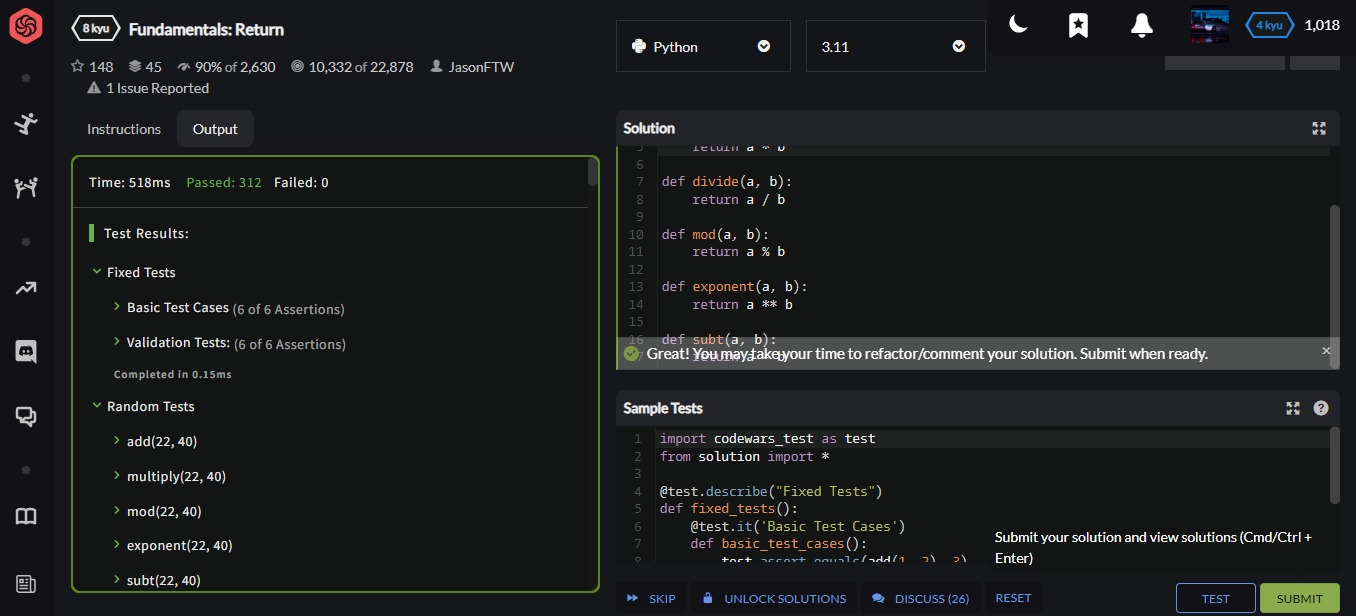 8 kyu Fundamentals: Return
148 45 90% of 2,630 10,332 of 22,878 JasonFTW
1 Issue Reported
Python
3.11
4 kyu 1,018
Instructions Output
Time: 518ms Passed: 312 Failed: 0
Test Results:
Fixed Tests
Basic Test Cases (6 of 6 Assertions)
Validation Tests: (6 of 6 Assertions)
Completed in 0.15ms
Random Tests
add(22, 40)
multiply(22, 40)
mod(22, 40)
exponent(22, 40)
subt(22, 40)
Solution
5 return a * b
6
7 def divide(a, b):
8 return a / b
9
10 def mod(a, b):
11 return a % b
12
13 def exponent(a, b):
14 return a ** b
15
16 def subt(a, b):
17 return a - b
Great! You may take your time to refactor/comment your solution. Submit when ready.
Sample Tests
1 import codewars_test as test
2 from solution import *
3
4 @test.describe("Fixed Tests")
5 def fixed_tests():
6 @test.it('Basic Test Cases')
7 def basic_test_cases():
8 test.assert_equals(add(1, 2), 3)
Submit your solution and view solutions (Cmd/Ctrl +
Enter)
SKIP UNLOCK SOLUTIONS DISCUSS (26) RESET TEST SUBMIT